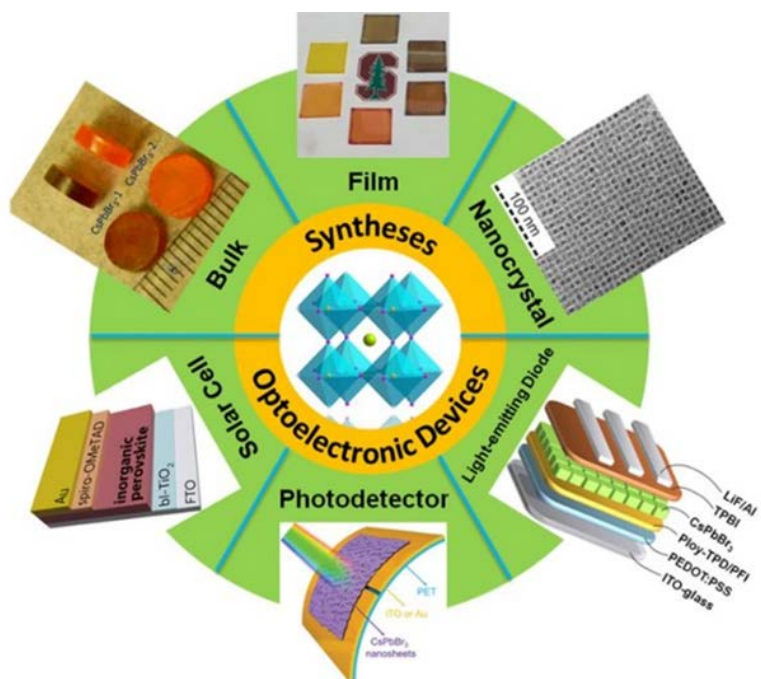 Film
CsPbBr₃-1
CsPbBr₃-2
Bulk
100 nm
Nanocrystal
Syntheses
Optoelectronic Devices
Solar Cell
Au
spiro-OMeTAD
inorganic
perovskite
bl-TiO₂
FTO
Photodetector
PET
ITO or Au
CsPbBr₃
nanosheets
Light-emitting Diode
LiF/Al
TPBI
CsPbBr₃
Ploy-TPD/PFI
PEDOT:PSS
ITO-glass